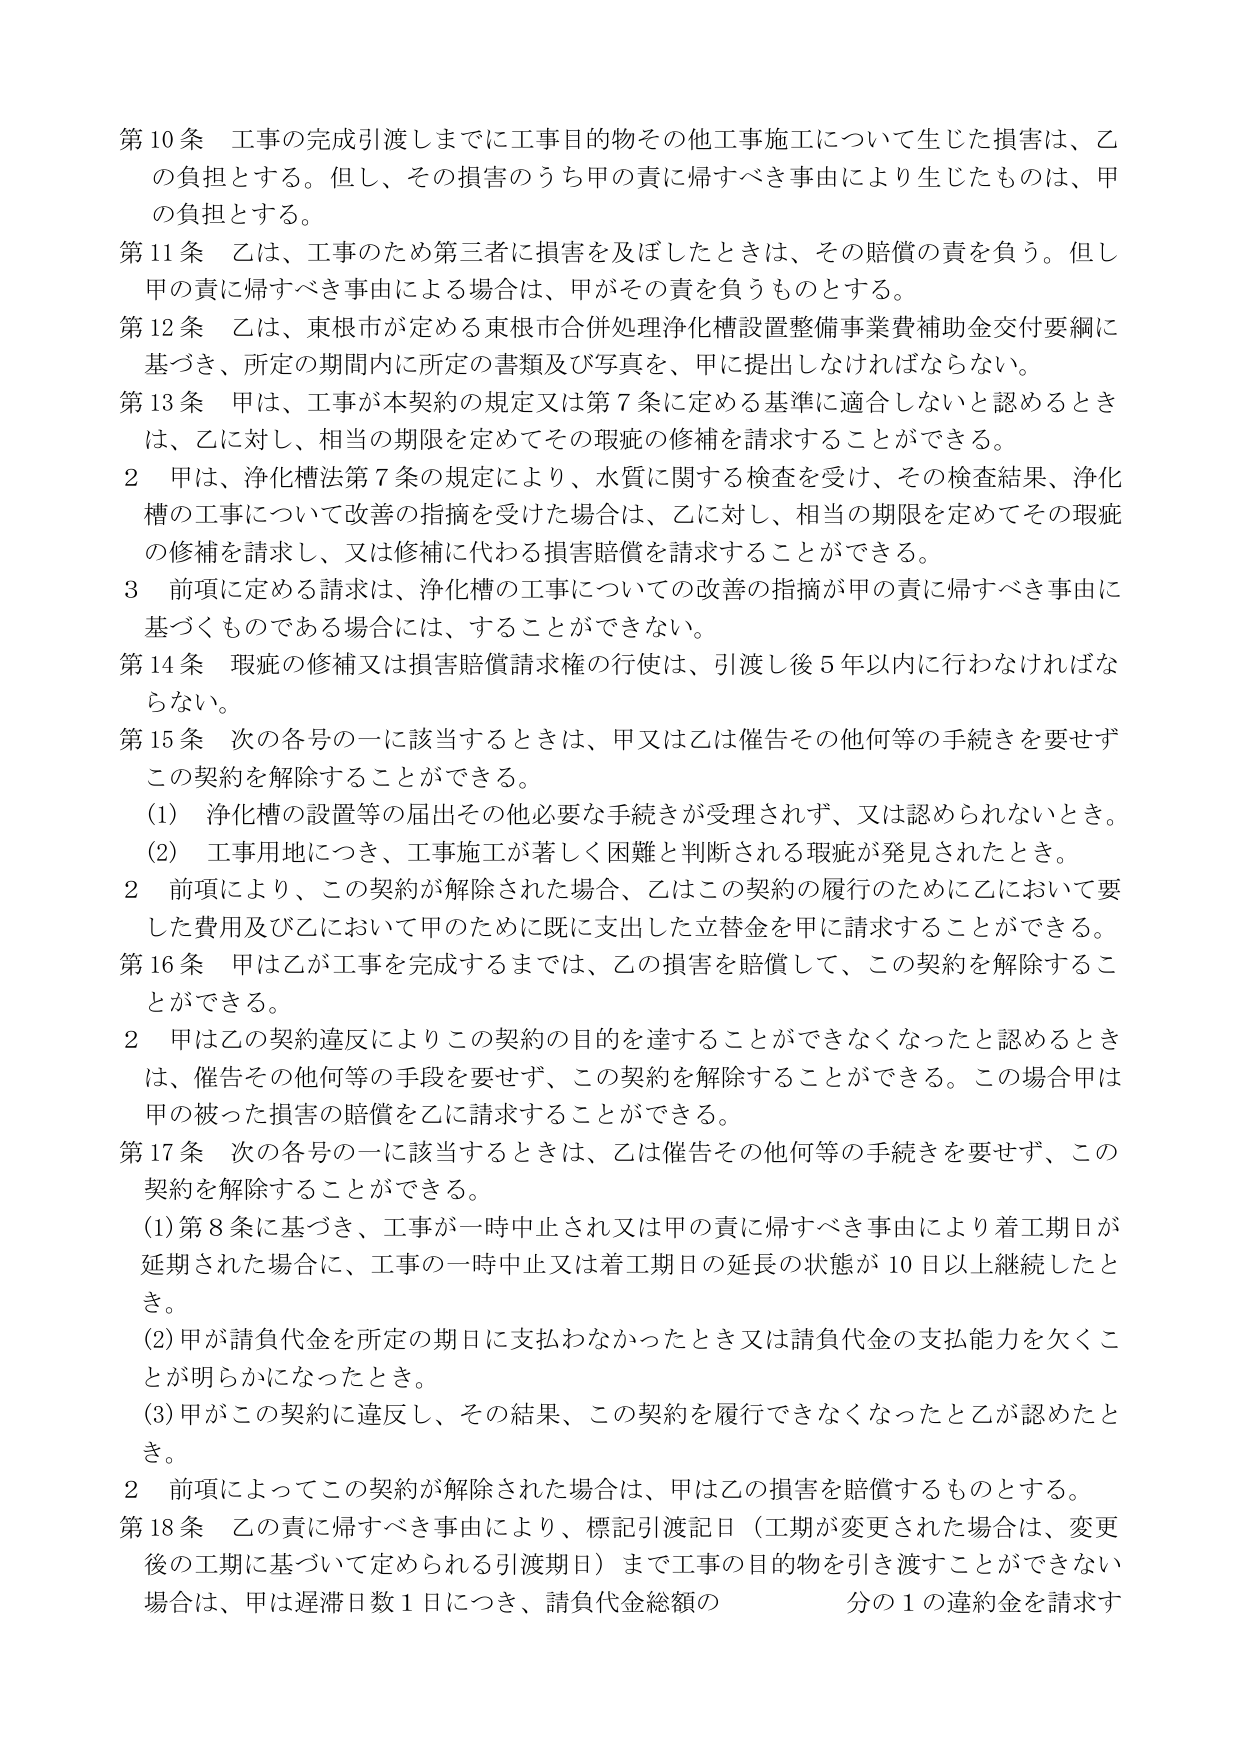 第10条　工事の完成引渡しまでに工事目的物その他工事施工について生じた損害は、乙
の負担とする。但し、その損害のうち甲の責に帰すべき事由により生じたものは、甲
の負担とする。
第11条　乙は、工事のため第三者に損害を及ぼしたときは、その賠償の責を負う。但し
甲の責に帰すべき事由による場合は、甲がその責を負うものとする。
第12条　乙は、東根市が定める東根市合併処理浄化槽設置整備事業費補助金交付要綱に
基づき、所定の期間内に所定の書類及び写真を、甲に提出しなければならない。
第13条　甲は、工事が本契約の規定又は第７条に定める基準に適合しないと認めるとき
は、乙に対し、相当の期限を定めてその瑕疵の修補を請求することができる。
２　甲は、浄化槽法第７条の規定により、水質に関する検査を受け、その検査結果、浄化
槽の工事について改善の指摘を受けた場合は、乙に対し、相当の期限を定めてその瑕疵
の修補を請求し、又は修補に代わる損害賠償を請求することができる。
３　前項に定める請求は、浄化槽の工事についての改善の指摘が甲の責に帰すべき事由に
基づくものである場合には、することができない。
第14条　瑕疵の修補又は損害賠償請求権の行使は、引渡し後５年以内に行わなければな
らない。
第15条　次の各号の一に該当するときは、甲又は乙は催告その他何等の手続きを要せず
この契約を解除することができる。
(1)　浄化槽の設置等の届出その他必要な手続きが受理されず、又は認められないとき。
(2)　工事用地につき、工事施工が著しく困難と判断される瑕疵が発見されたとき。
２　前項により、この契約が解除された場合、乙はこの契約の履行のために乙において要
した費用及び乙において甲のために既に支出した立替金を甲に請求することができる。
第16条　甲は乙が工事を完成するまでは、乙の損害を賠償して、この契約を解除するこ
とができる。
２　甲は乙の契約違反によりこの契約の目的を達することができなくなったと認めるとき
は、催告その他何等の手段を要せず、この契約を解除することができる。この場合甲は
甲の被った損害の賠償を乙に請求することができる。
第17条　次の各号の一に該当するときは、乙は催告その他何等の手続きを要せず、この
契約を解除することができる。
(1)第８条に基づき、工事が一時中止され又は甲の責に帰すべき事由により着工期日が
延期された場合に、工事の一時中止又は着工期日の延長の状態が10日以上継続したと
き。
(2)甲が請負代金を所定の期日に支払わなかったとき又は請負代金の支払能力を欠くこ
とが明らかになったとき。
(3)甲がこの契約に違反し、その結果、この契約を履行できなくなったと乙が認めたと
き。
２　前項によってこの契約が解除された場合は、甲は乙の損害を賠償するものとする。
第18条　乙の責に帰すべき事由により、標記引渡記日（工期が変更された場合は、変更
後の工期に基づいて定められる引渡期日）まで工事の目的物を引き渡すことができない
場合は、甲は遅滞日数１日につき、請負代金総額の　　　　　分の１の違約金を請求す